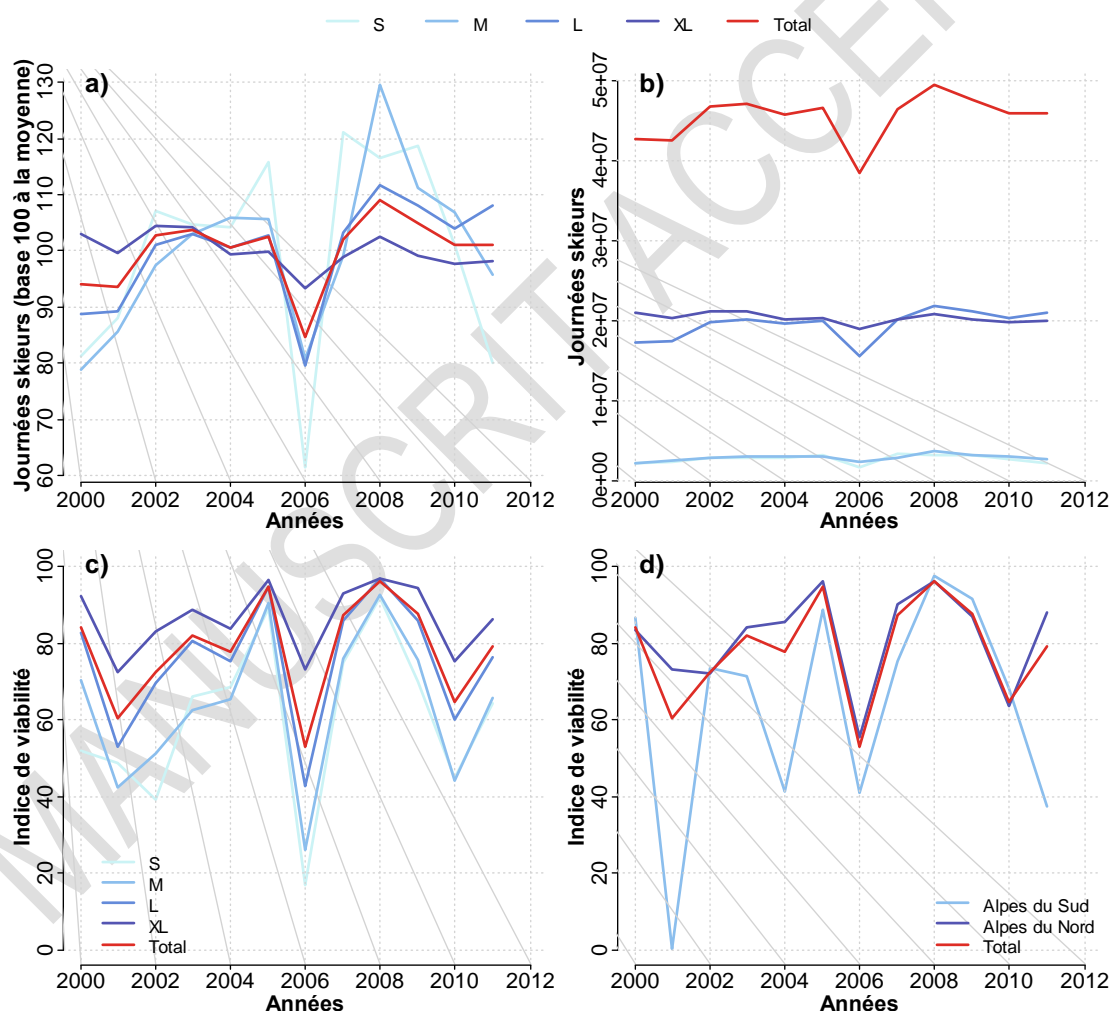 S M L XL Total
a)
Journées skieurs (base 100 à la moyenne)
130
120
110
100
90
80
70
60
2000 2002 2004 2006 2008 2010 2012
Années
b)
Journées skieurs
5e+07
4e+07
3e+07
2e+07
1e+07
0e+00
2000 2002 2004 2006 2008 2010 2012
Années
c)
Indice de viabilité
100
80
60
40
20
0
S
M
L
XL
Total
2000 2002 2004 2006 2008 2010 2012
Années
d)
Indice de viabilité
100
80
60
40
20
0
Alpes du Sud
Alpes du Nord
Total
2000 2002 2004 2006 2008 2010 2012
Années
MANUSCRIT ACCE